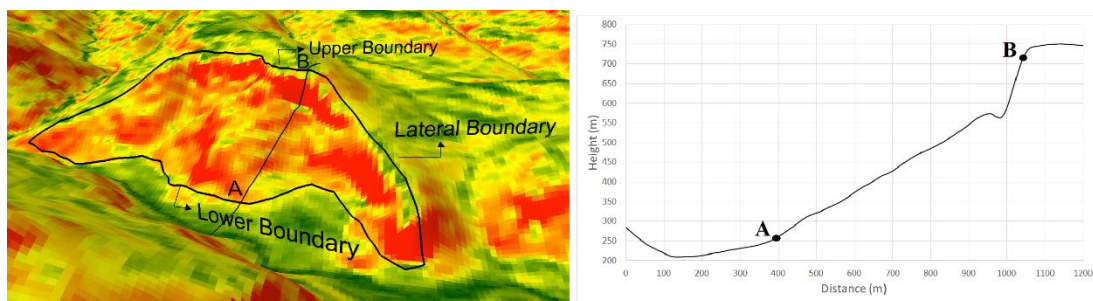 Upper Boundary
B
Lateral Boundary
A
Lower Boundary
800
750
700
650
600
550
500
450
400
350
300
250
200
Height (m)
B
A
0 100 200 300 400 500 600 700 800 900 1000 1100 1200
Distance (m)